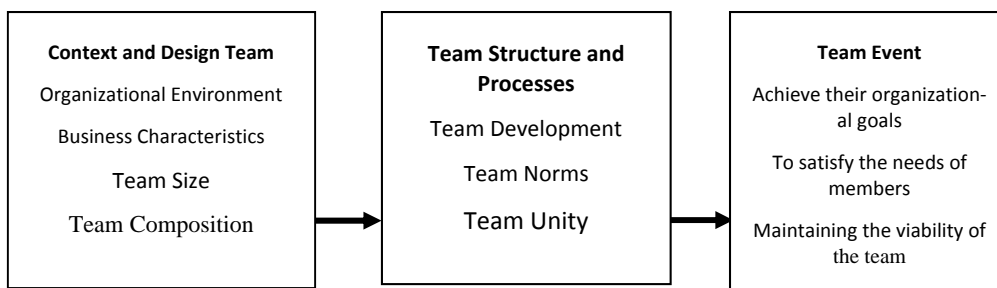 Context and Design Team
Organizational Environment
Business Characteristics
Team Size
Team Composition
Team Structure and
Processes
Team Development
Team Norms
Team Unity
Team Event
Achieve their organization-
al goals
To satisfy the needs of
members
Maintaining the viability of
the team